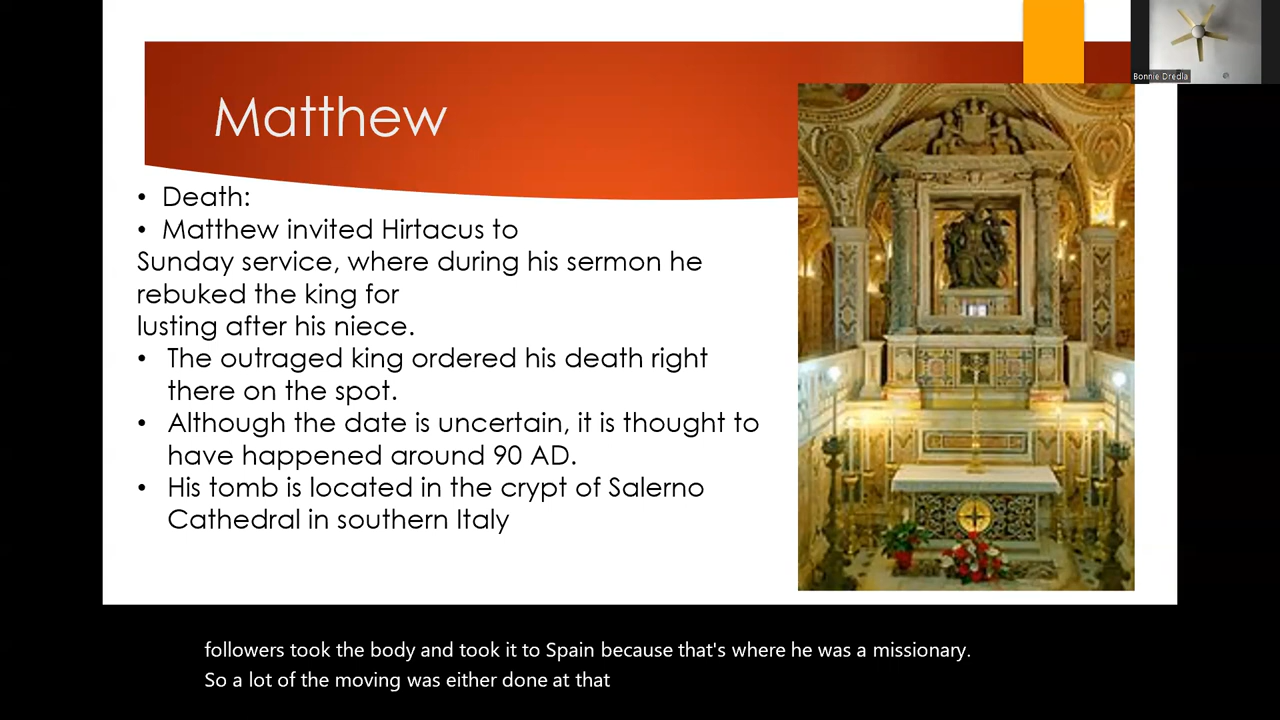 Matthew
• Death:
• Matthew invited Hirtacus to
Sunday service, where during his sermon he
rebuked the king for
lusting after his niece.
• The outraged king ordered his death right
there on the spot.
• Although the date is uncertain, it is thought to
have happened around 90 AD.
• His tomb is located in the crypt of Salerno
Cathedral in southern Italy
Bonnie Dredla
followers took the body and took it to Spain because that's where he was a missionary.
So a lot of the moving was either done at that